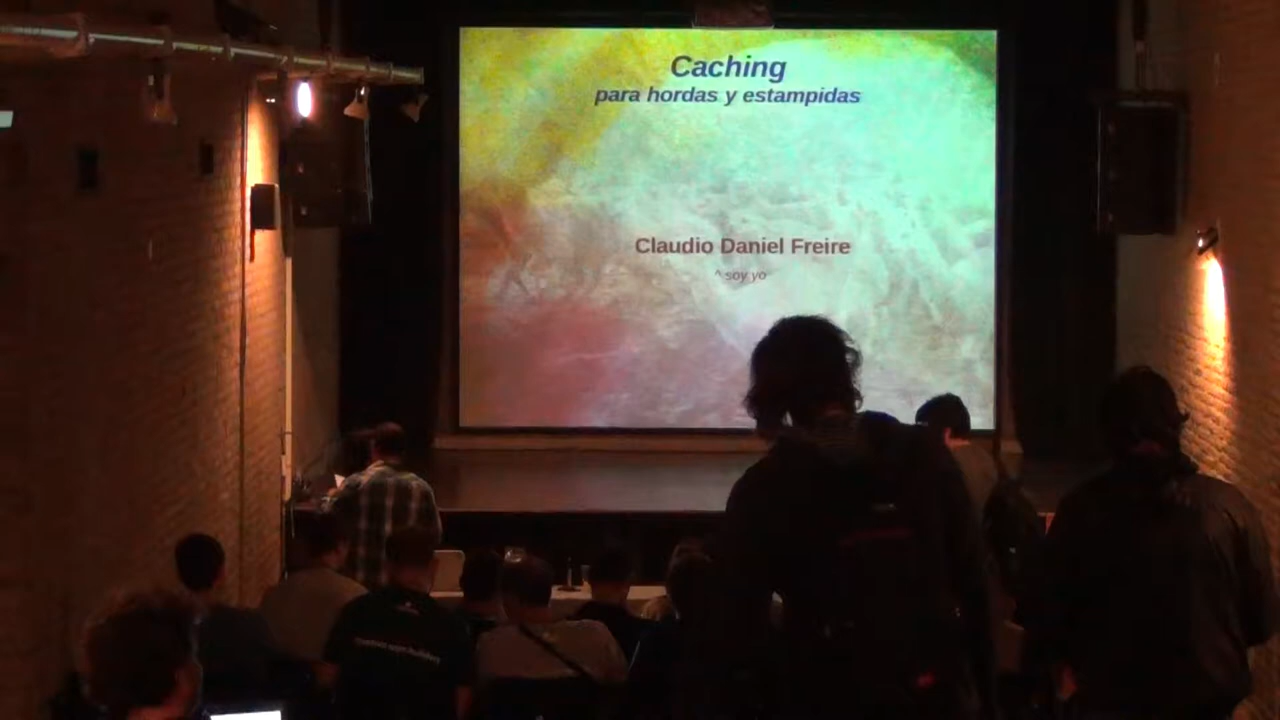 Caching
para hordas y estampidas
Claudio Daniel Freire
^ soy yo